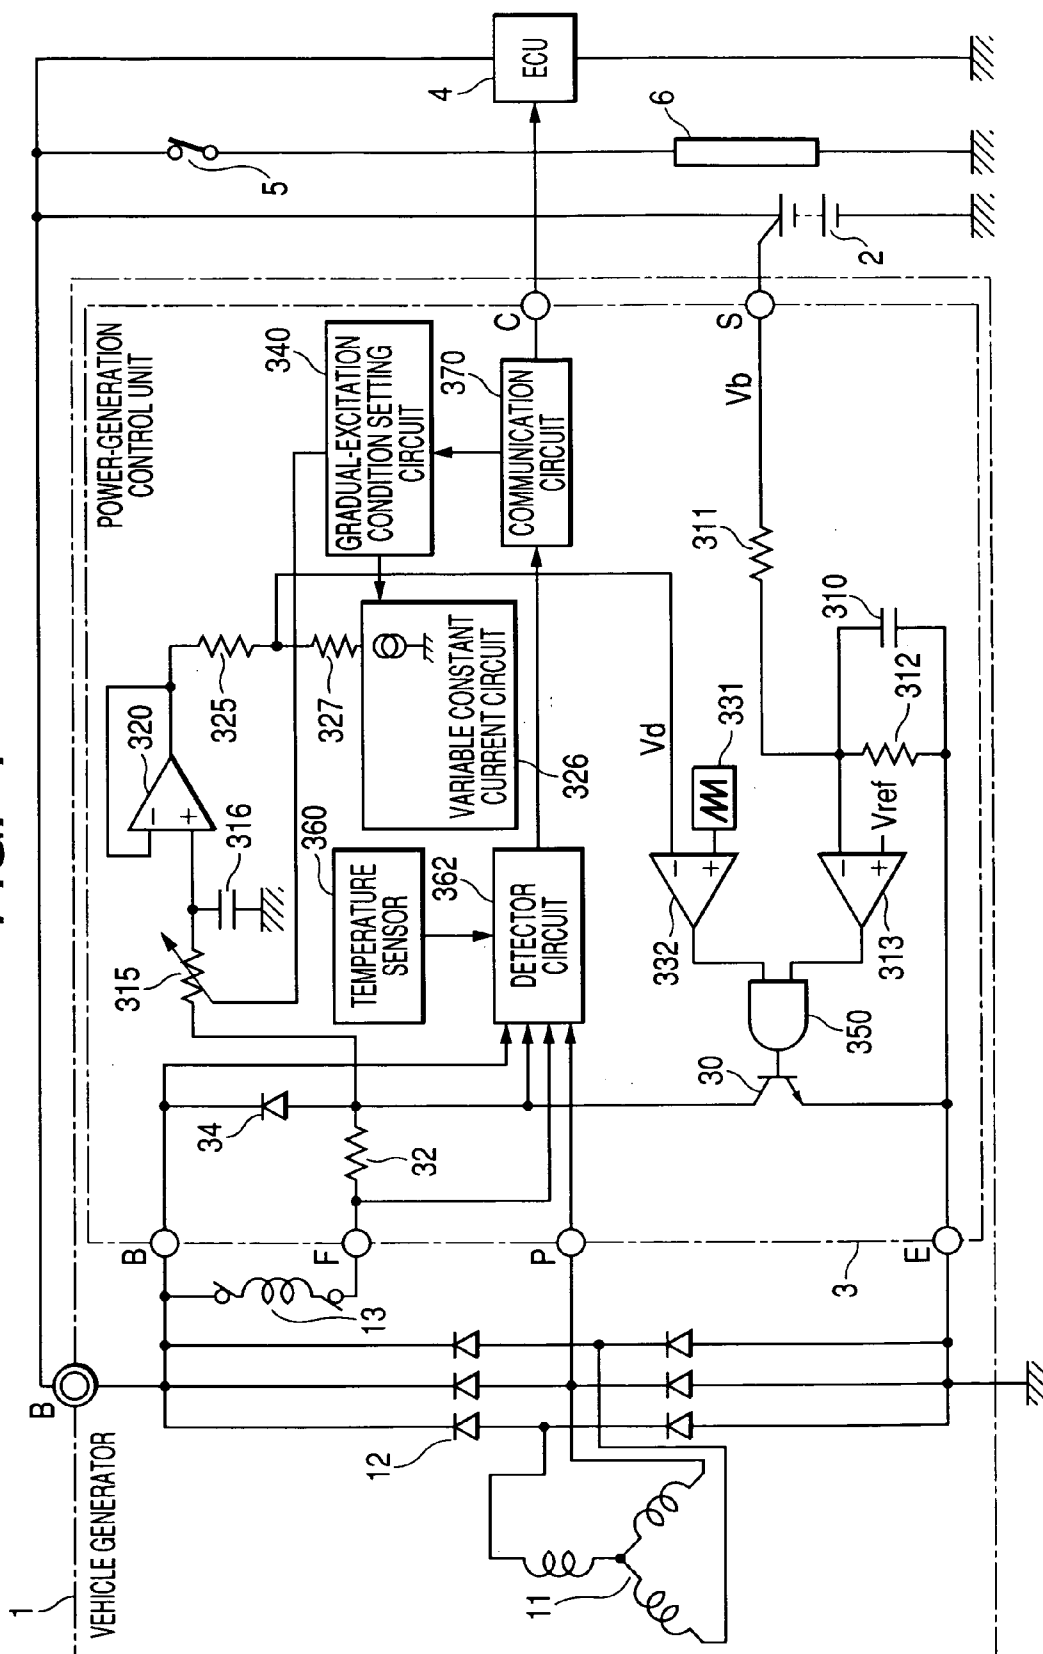 1
VEHICLE GENERATOR
B
POWER-GENERATION
CONTROL UNIT
B
34
315
316
320
325
340
GRADUAL-EXCITATION
CONDITION SETTING
CIRCUIT
5
4
ECU
13
F
32
360
TEMPERATURE
SENSOR
327
VARIABLE CONSTANT
CURRENT CIRCUIT
326
370
COMMUNICATION
CIRCUIT
C
12
11
P
362
DETECTOR
CIRCUIT
Vd
331
332
30
350
313
Vref
311
Vb
S
6
2
310
312
3
E